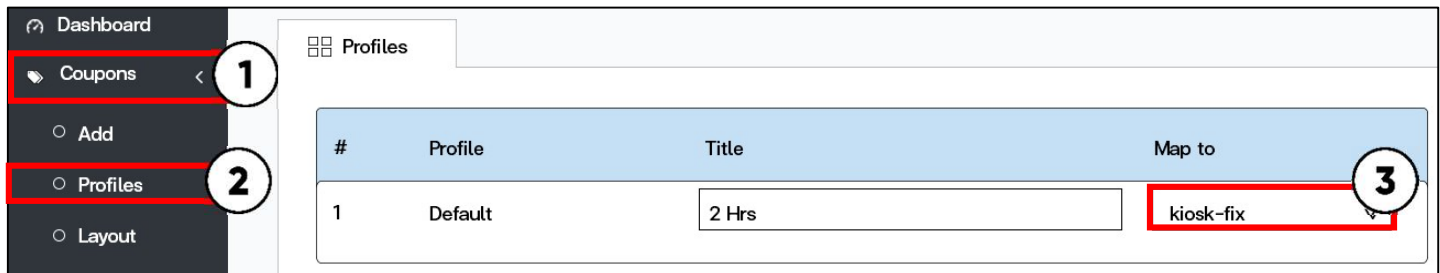 Dashboard
Coupons
1
Add
Profiles
2
Layout
Profiles
# Profile Title Map to
3
1 Default 2 Hrs kiosk-fix